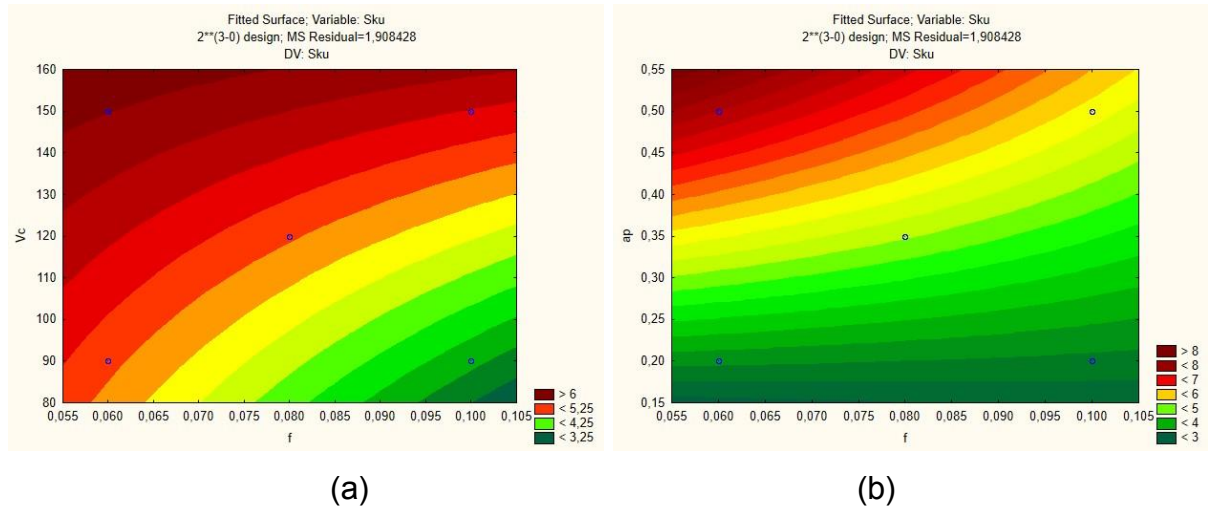 Fitted Surface; Variable: Sku
2**(3-0) design; MS Residual=1,908428
DV: Sku
160
150
140
130
120
110
100
90
80
Vc
0,055 0,060 0,065 0,070 0,075 0,080 0,085 0,090 0,095 0,100 0,105
f
> 6
< 5,25
< 4,25
< 3,25
(a)
Fitted Surface; Variable: Sku
2**(3-0) design; MS Residual=1,908428
DV: Sku
0,55
0,50
0,45
0,40
0,35
0,30
0,25
0,20
0,15
ap
0,055 0,060 0,065 0,070 0,075 0,080 0,085 0,090 0,095 0,100 0,105
f
> 8
< 8
< 7
< 6
< 5
< 4
< 3
(b)